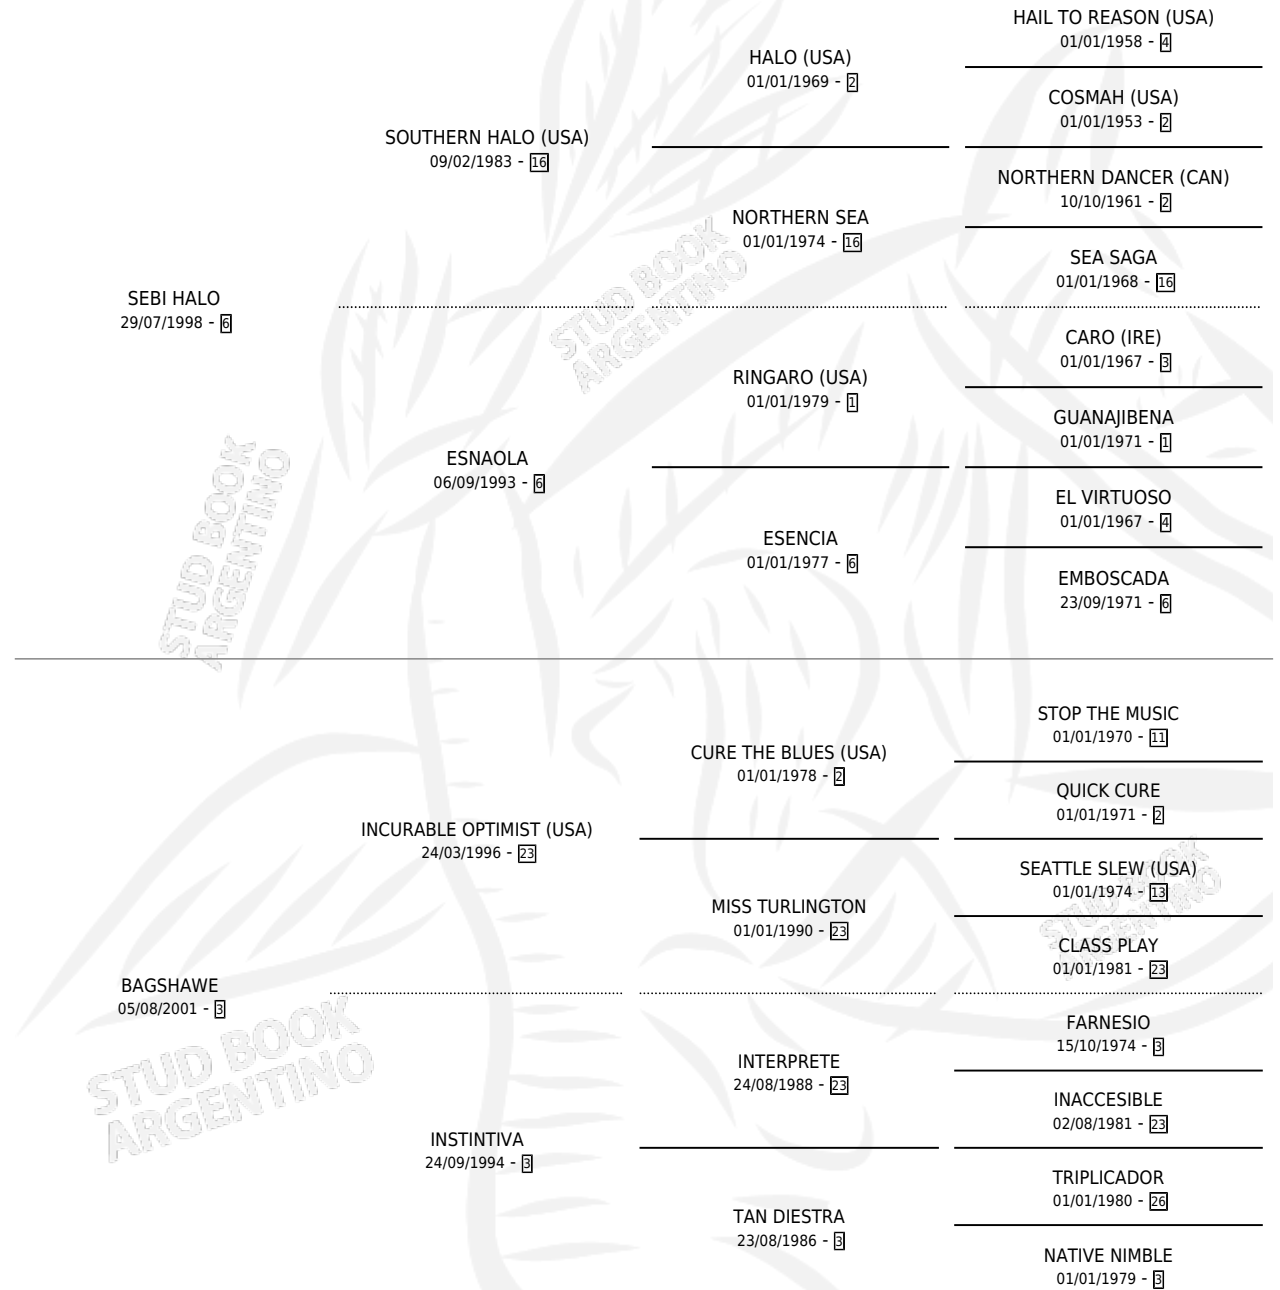 HAIL TO REASON (USA)
01/01/1958 - 4
HALO (USA)
01/01/1969 - 2
COSMAH (USA)
01/01/1953 - 2
SOUTHERN HALO (USA)
09/02/1983 - 16
NORTHERN DANCER (CAN)
10/10/1961 - 2
NORTHERN SEA
01/01/1974 - 16
SEA SAGA
01/01/1968 - 16
SEBI HALO
29/07/1998 - 6
STUD BOOK
ARGENTINO
CARO (IRE)
01/01/1967 - 3
RINGARO (USA)
01/01/1979 - 1
GUANAJIBENA
01/01/1971 - 1
ESNAOLA
06/09/1993 - 6
EL VIRTUOSO
01/01/1967 - 4
ESENCIA
01/01/1977 - 6
EMBOSCADA
23/09/1971 - 6
STUD BOOK
ARGENTINO
STOP THE MUSIC
01/01/1970 - 11
CURE THE BLUES (USA)
01/01/1978 - 2
QUICK CURE
01/01/1971 - 2
INCURABLE OPTIMIST (USA)
24/03/1996 - 23
SEATTLE SLEW (USA)
01/01/1974 - 13
MISS TURLINGTON
01/01/1990 - 23
CLASS PLAY
01/01/1981 - 23
STUD BOOK
ARGENTINO
BAGSHAWE
05/08/2001 - 3
STUD BOOK
ARGENTINO
FARNESIO
15/10/1974 - 3
INTERPRETE
24/08/1988 - 23
INACCESIBLE
02/08/1981 - 23
INSTINTIVA
24/09/1994 - 3
TRIPLICADOR
01/01/1980 - 26
TAN DIESTRA
23/08/1986 - 3
NATIVE NIMBLE
01/01/1979 - 3